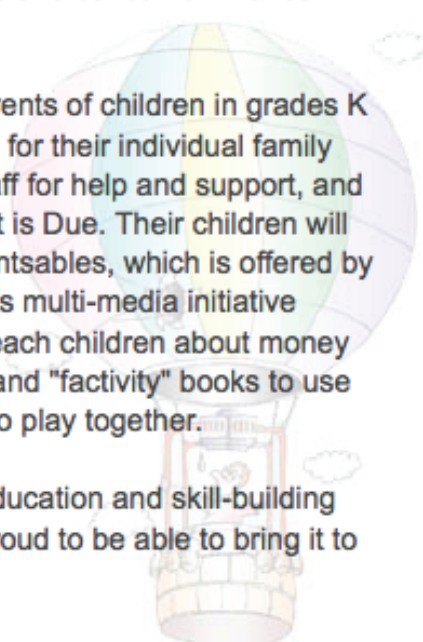 ents of children in grades K
for their individual family
ff for help and support, and
t is Due. Their children will
ntsables, which is offered by
s multi-media initiative
each children about money
and "factivity" books to use
o play together.
ducation and skill-building
roud to be able to bring it to